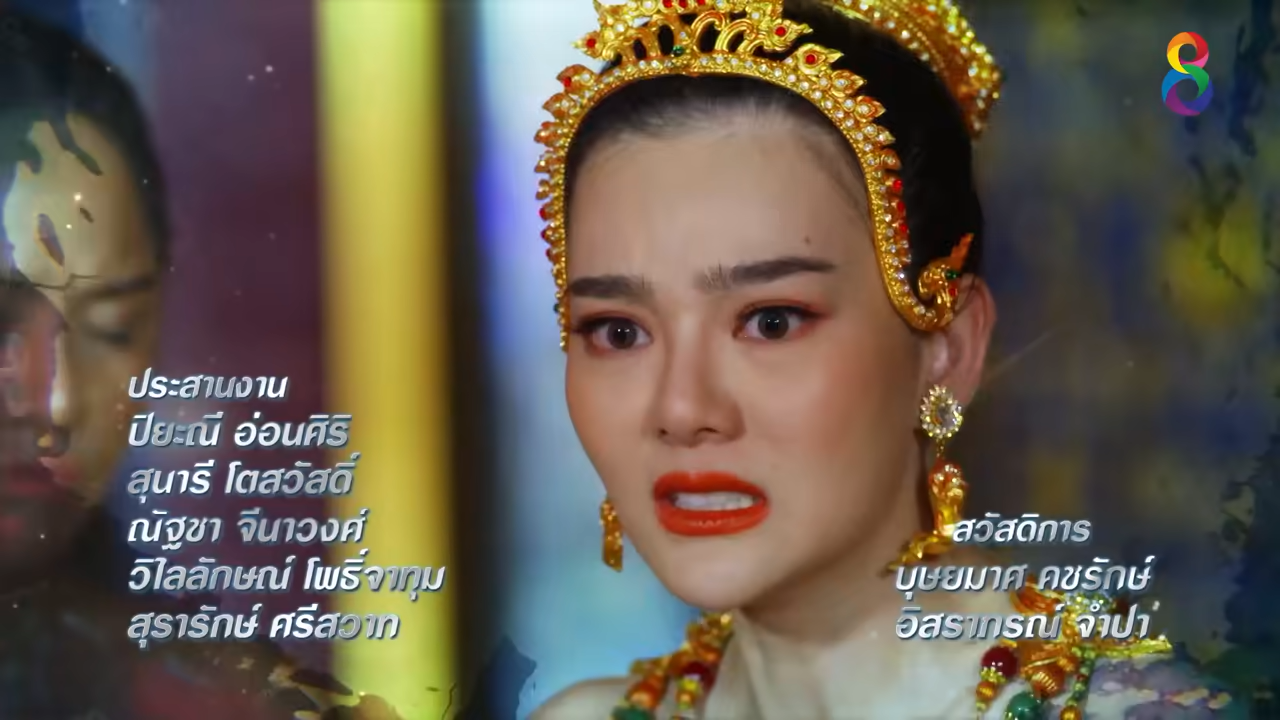 ประสานงาน
ปิยะณี อ่อนศิริ
สุนารี โตสวัสดิ์
ณัฐชา จีนาวงศ์
วิไลลักษณ์ โพธิ์จาทุม
สุรารักษ์ ศรีสวาท
สวัสดิการ
บุษยมาศ คชรักษ์
อิสราภรณ์ จำปา
8